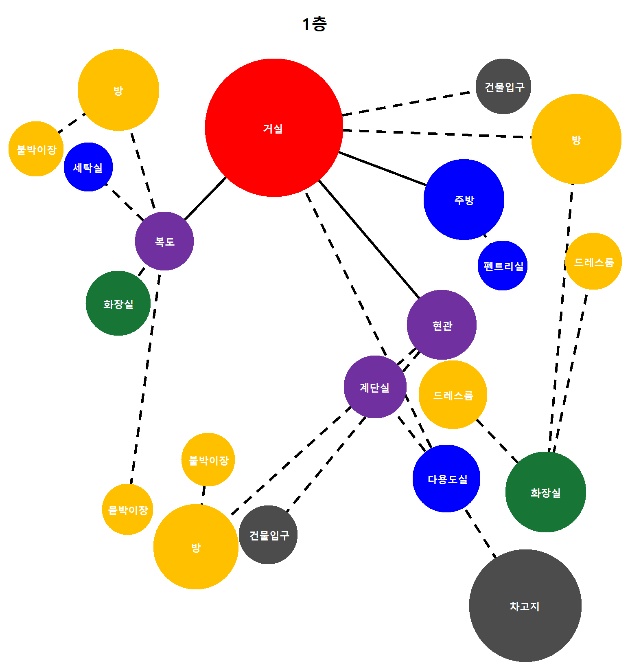 1층
방
거실
건물입구
방
붙박이장
세탁실
주방
복도
팬트리실
드레스룸
화장실
현관
계단실
드레스룸
붙박이장
다용도실
화장실
붙박이장
방
건물입구
차고지